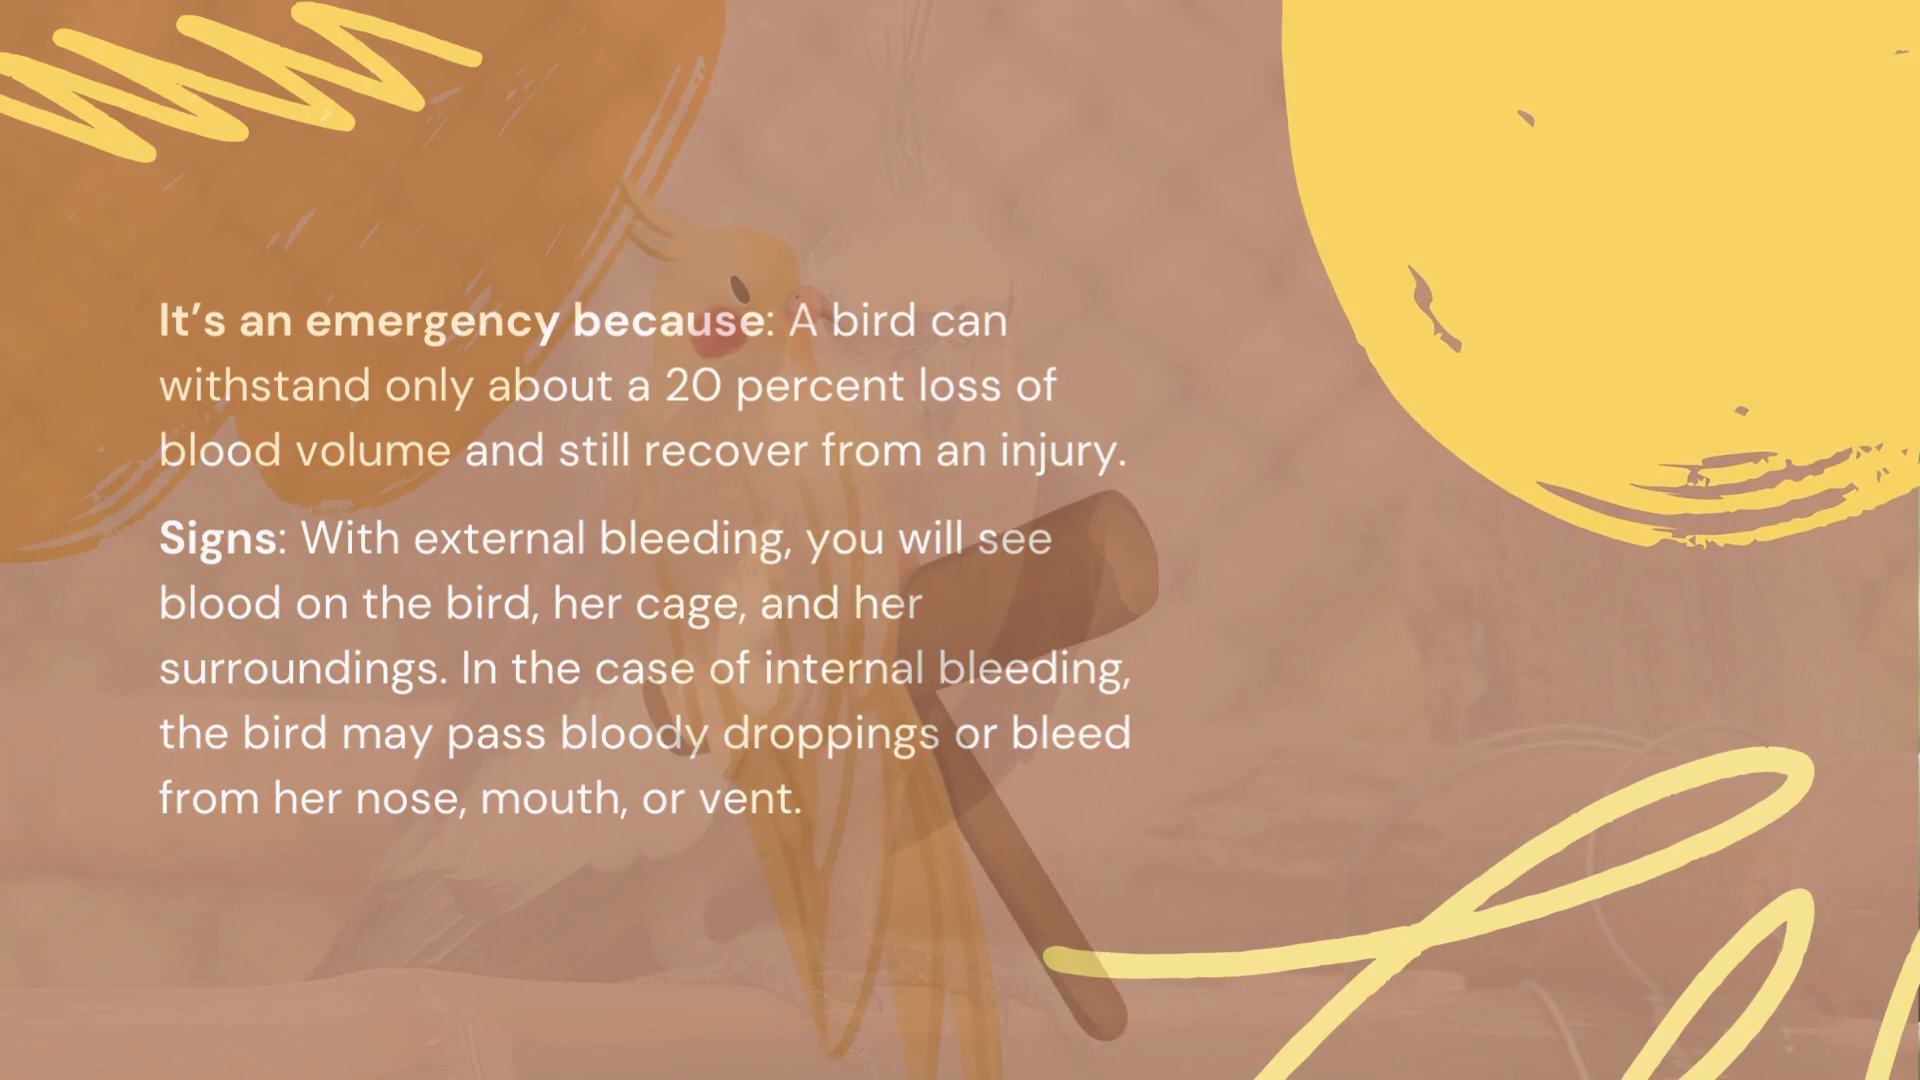 It’s an emergency because: A bird can
withstand only about a 20 percent loss of
blood volume and still recover from an injury.
Signs: With external bleeding, you will see
blood on the bird, her cage, and her
surroundings. In the case of internal bleeding,
the bird may pass bloody droppings or bleed
from her nose, mouth, or vent.